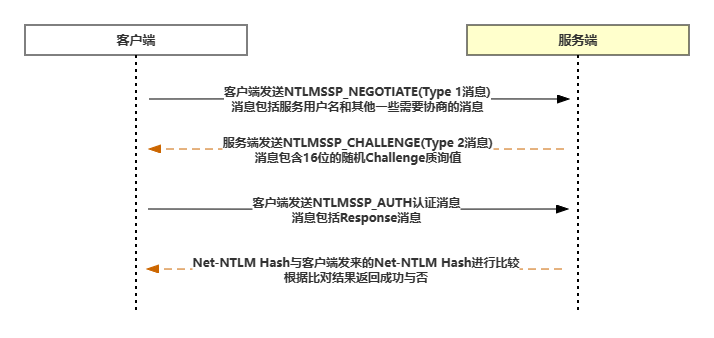 客户端
服务端
客户端发送NTLMSSP_NEGOTIATE(Type 1消息)
消息包括服务用户名和其他一些需要协商的消息
服务端发送NTLMSSP_CHALLENGE(Type 2消息)
消息包含16位的随机Challenge质询值
客户端发送NTLMSSP_AUTH认证消息
消息包括Response消息
Net-NTLM Hash与客户端发来的Net-NTLM Hash进行比较
根据比对结果返回成功与否